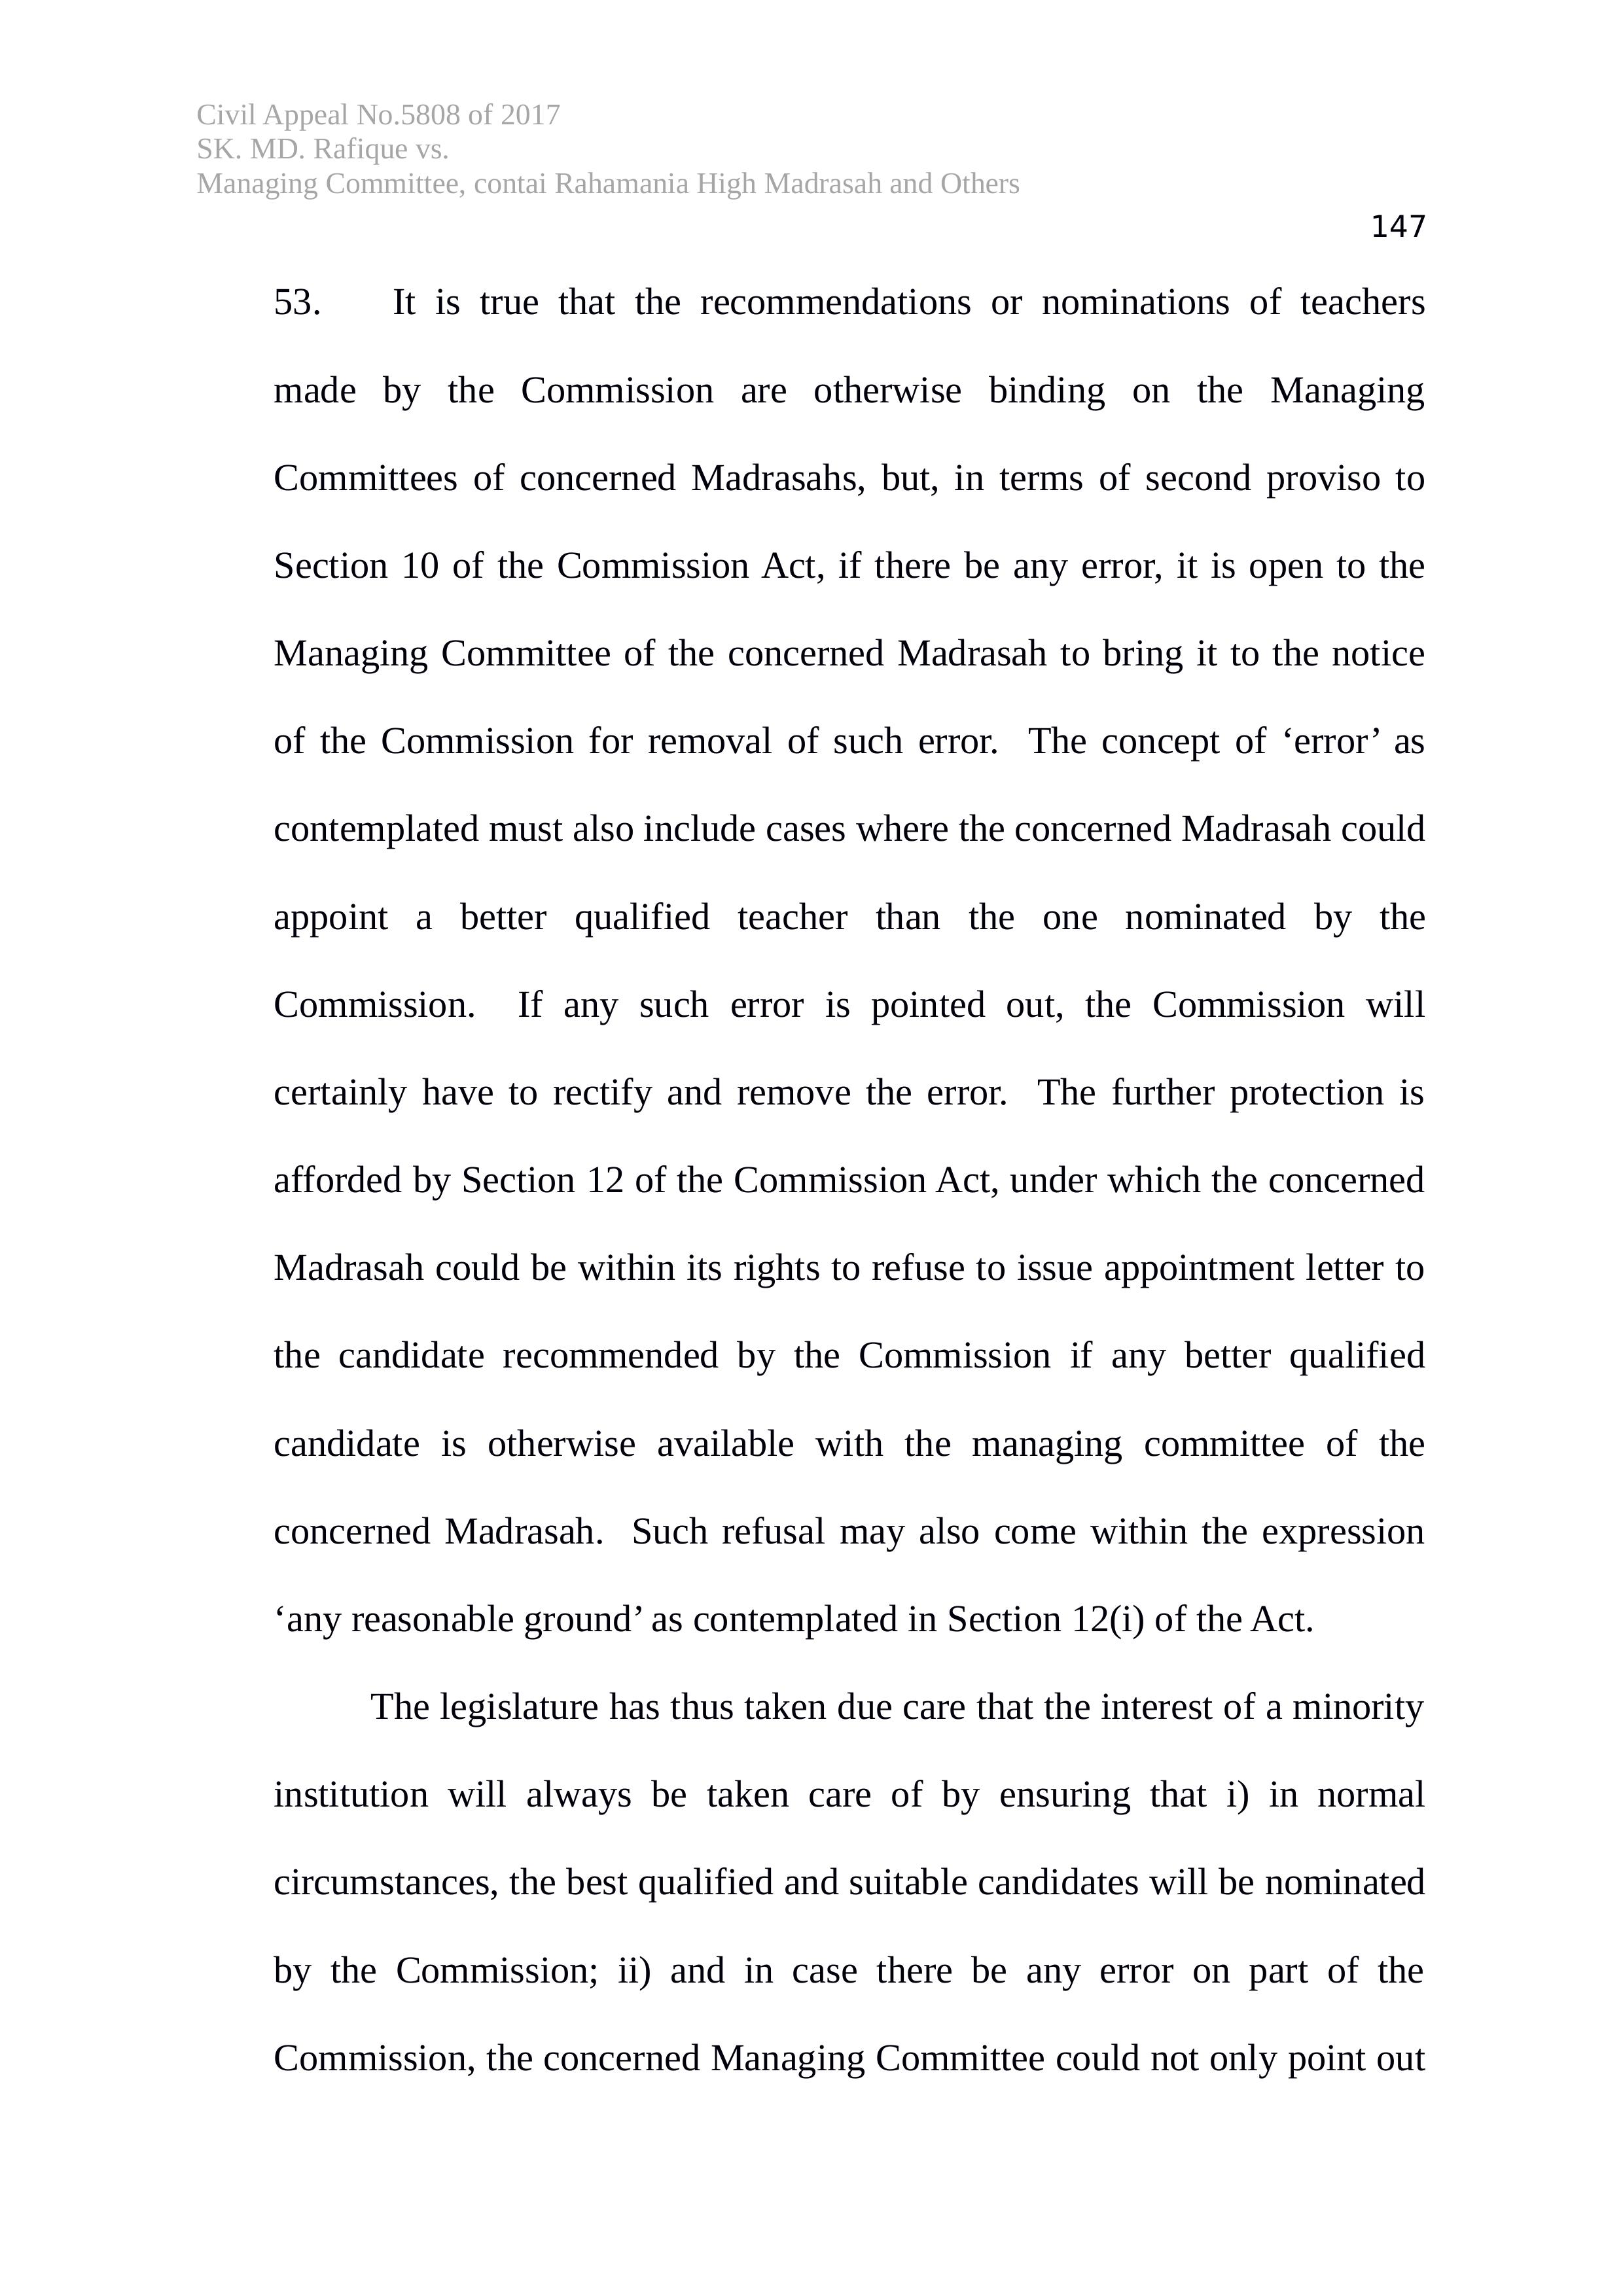 Civil Appeal No.5808 of 2017
SK. MD. Rafique vs.
Managing Committee, contai Rahamania High Madrasah and Others
147
53. It is true that the recommendations or nominations of teachers
made by the Commission are otherwise binding on the Managing
Committees of concerned Madrasahs, but, in terms of second proviso to
Section 10 of the Commission Act, if there be any error, it is open to the
Managing Committee of the concerned Madrasah to bring it to the notice
of the Commission for removal of such error. The concept of ‘error’ as
contemplated must also include cases where the concerned Madrasah could
appoint a better qualified teacher than the one nominated by the
Commission. If any such error is pointed out, the Commission will
certainly have to rectify and remove the error. The further protection is
afforded by Section 12 of the Commission Act, under which the concerned
Madrasah could be within its rights to refuse to issue appointment letter to
the candidate recommended by the Commission if any better qualified
candidate is otherwise available with the managing committee of the
concerned Madrasah. Such refusal may also come within the expression
‘any reasonable ground’ as contemplated in Section 12(i) of the Act.
The legislature has thus taken due care that the interest of a minority
institution will always be taken care of by ensuring that i) in normal
circumstances, the best qualified and suitable candidates will be nominated
by the Commission; ii) and in case there be any error on part of the
Commission, the concerned Managing Committee could not only point out